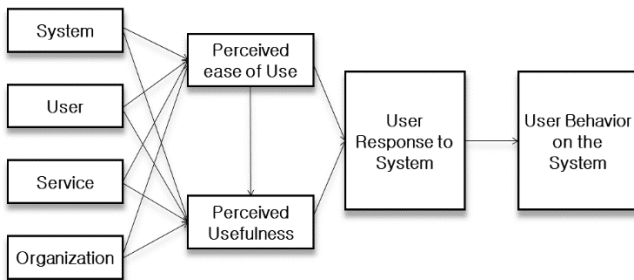 System
User
Service
Organization
Perceived
ease of Use
Perceived
Usefulness
User
Response to
System
User Behavior
on the
System